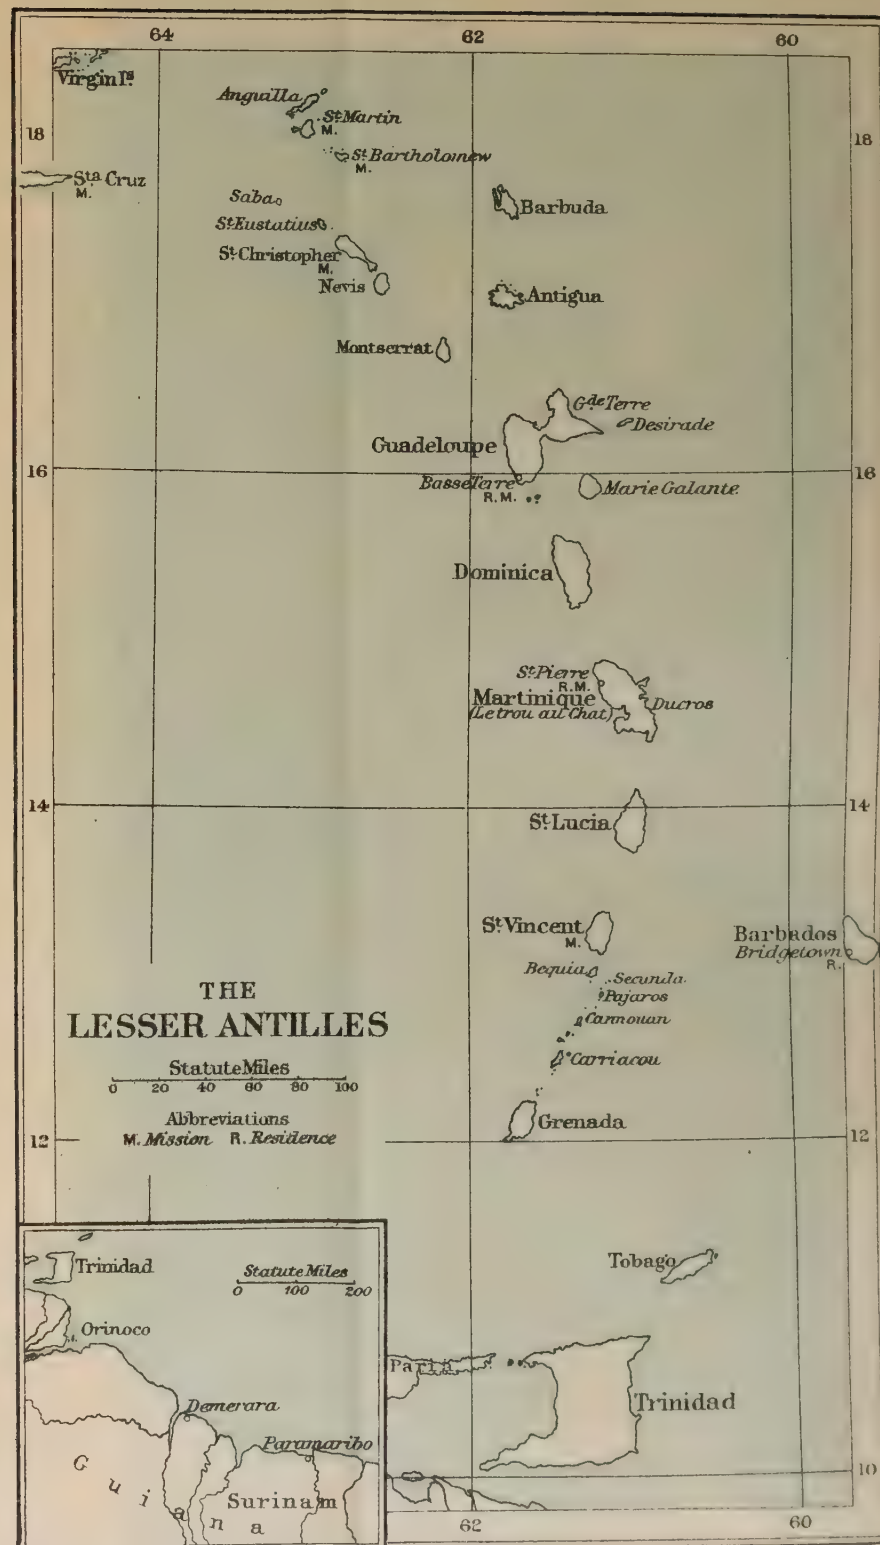 64 62 60
Virgin Iˢ
Anguilla
18 Sᵗ Martin 18
M.
Sᵗ Bartholomew
M.
Sᵗᵃ Cruz
M.
Saba
Barbuda
Sᵗ Eustatius
Sᵗ Christopher
M.
Nevis
Antigua
Montserrat
Gᵈᵉ Terre
Desirade
Guadeloupe
16 16
Basse Terre
R.M.
Marie Galante
Dominica
Sᵗ Pierre
R.M.
Martinique
Ducros
(Le trou au Chat)
14 14
Sᵗ Lucia
Sᵗ Vincent
M.
Barbados
Bridgetown
R.
Bequia
Secunda
Pajaros
Cannouan
Carriacou
Grenada
THE
LESSER ANTILLES
Statute Miles
0 20 40 60 80 100
Abbreviations
M. Mission R. Residence
12 12
Trinidad
Statute Miles
0 100 200
Orinoco
Demerara
Paramaribo
Guiana
Surinam
Tobago
Paria
Trinidad
10
62 60